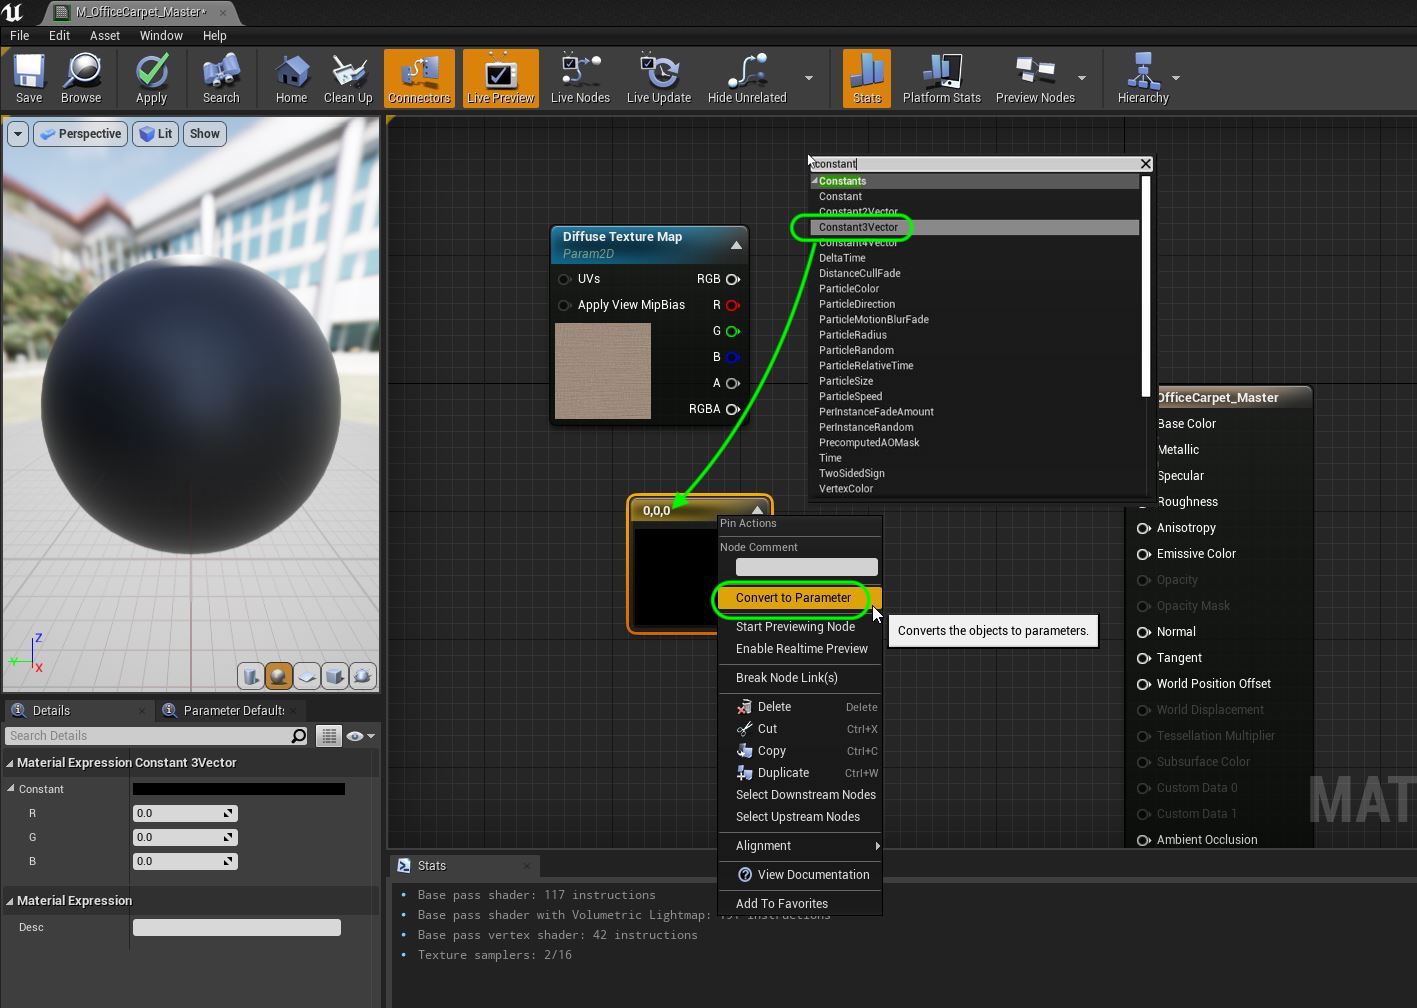 M_OfficeCarpet_Master*
File Edit Asset Window Help
Save Browse Apply Search Home Clean Up Connectors Live Preview Live Nodes Live Update Hide Unrelated Stats Platform Stats Preview Nodes Hierarchy
Perspective Lit Show
constant
Constants
Constant
Constant2Vector
Constant3Vector
Constant4Vector
DeltaTime
DistanceCullFade
ParticleColor
ParticleDirection
ParticleMotionBlurFade
ParticleRadius
ParticleRandom
ParticleRelativeTime
ParticleSize
ParticleSpeed
PerInstanceFadeAmount
PerInstanceRandom
PrecomputedAOMask
Time
TwoSidedSign
VertexColor
Diffuse Texture Map
Param2D
UVs RGB
Apply View MipBias R
G
B
A
RGBA
OfficeCarpet_Master
Base Color
Metallic
Specular
Roughness
Anisotropy
Emissive Color
Opacity
Opacity Mask
Normal
Tangent
World Position Offset
World Displacement
Tessellation Multiplier
Subsurface Color
Custom Data 0
Custom Data 1
Ambient Occlusion
MAT
0,0,0
Pin Actions
Node Comment
Convert to Parameter
Converts the objects to parameters.
Start Previewing Node
Enable Realtime Preview
Break Node Link(s)
Delete Delete
Cut Ctrl+X
Copy Ctrl+C
Duplicate Ctrl+W
Select Downstream Nodes
Select Upstream Nodes
Alignment
View Documentation
Add To Favorites
Z
Y
X
Details Parameter Default
Search Details
Material Expression Constant 3Vector
Constant
R 0.0
G 0.0
B 0.0
Material Expression
Desc
Stats
Base pass shader: 117 instructions
Base pass shader with Volumetric Lightmap: instructions
Base pass vertex shader: 42 instructions
Texture samplers: 2/16